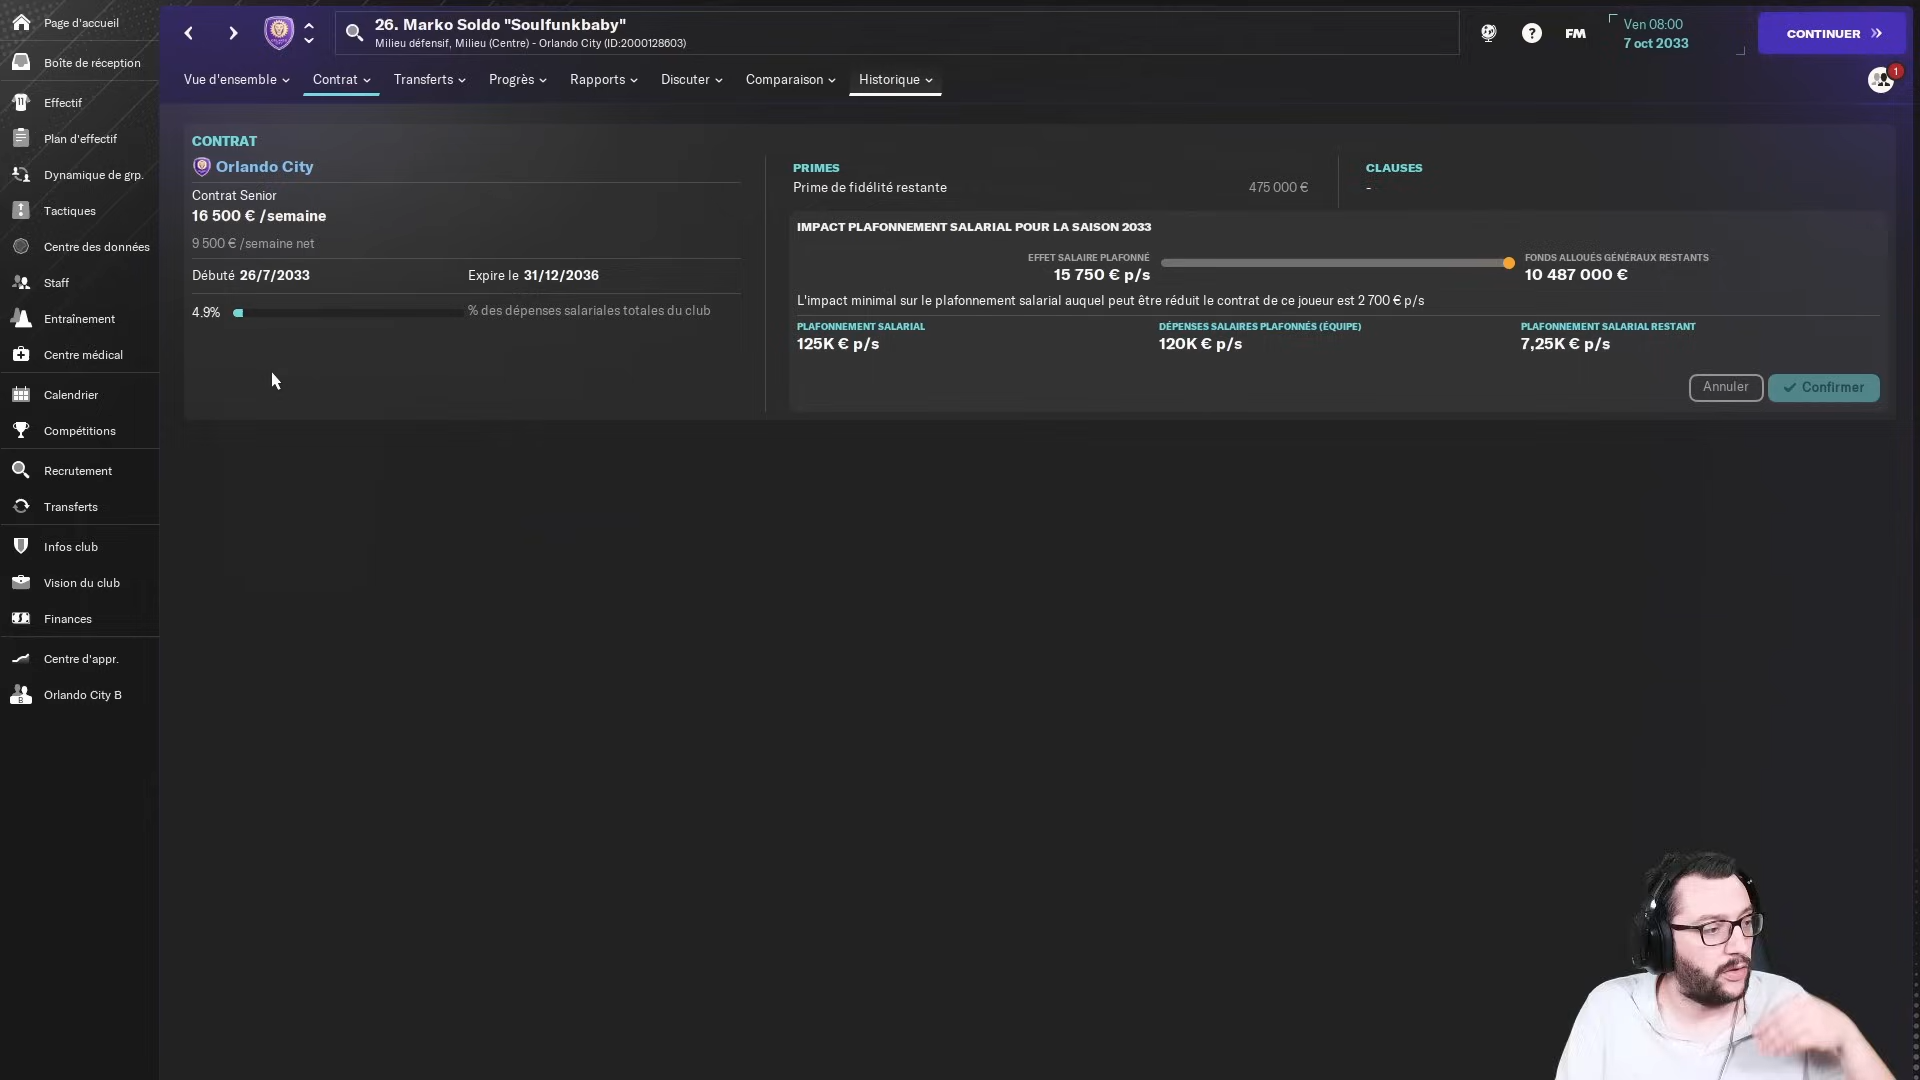 Page d'accueil
Boîte de réception
Effectif
Plan d'effectif
Dynamique de grp.
Tactiques
Centre des données
Staff
Entraînement
Centre médical
Calendrier
Compétitions
Recrutement
Transferts
Infos club
Vision du club
Finances
Centre d'appr.
Orlando City B
26. Marko Soldo "Soulfunkbaby"
Milieu défensif, Milieu (Centre) - Orlando City (ID:2000128603)
FM
Ven 08:00
7 oct 2033
CONTINUER
1
Vue d'ensemble
Contrat
Transferts
Progrès
Rapports
Discuter
Comparaison
Historique
CONTRAT
Orlando City
Contrat Senior
16 500 € /semaine
9 500 € /semaine net
Débuté 26/7/2033
Expire le 31/12/2036
4.9%
% des dépenses salariales totales du club
PRIMES
Prime de fidélité restante
475 000 €
CLAUSES
-
IMPACT PLAFONNEMENT SALARIAL POUR LA SAISON 2033
EFFET SALAIRE PLAFONNÉ
15 750 € p/s
FONDS ALLOUÉS GÉNÉRAUX RESTANTS
10 487 000 €
L'impact minimal sur le plafonnement salarial auquel peut être réduit le contrat de ce joueur est 2 700 € p/s
PLAFONNEMENT SALARIAL
125K € p/s
DÉPENSES SALAIRES PLAFONNÉS (ÉQUIPE)
120K € p/s
PLAFONNEMENT SALARIAL RESTANT
7,25K € p/s
Annuler
Confirmer